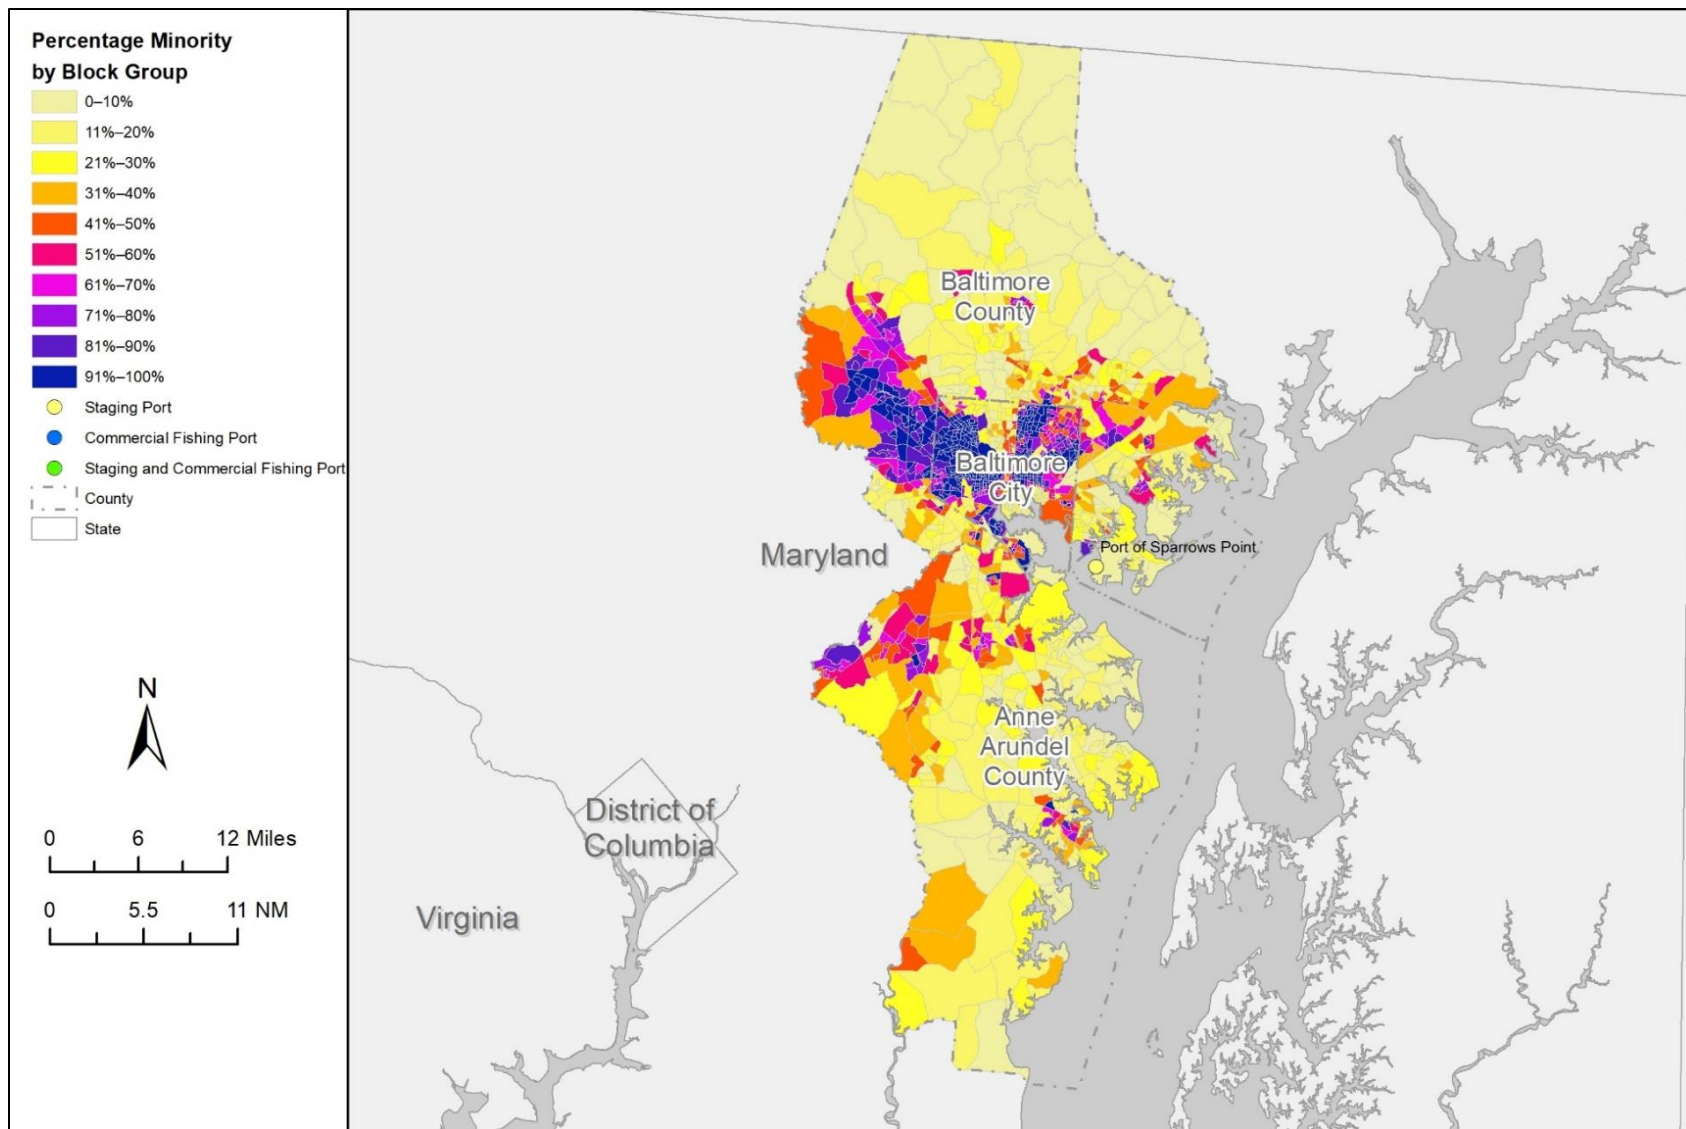 Percentage Minority
by Block Group
0–10%
11%–20%
21%–30%
31%–40%
41%–50%
51%–60%
61%–70%
71%–80%
81%–90%
91%–100%
Staging Port
Commercial Fishing Port
Staging and Commercial Fishing Port
County
State
N
0 6 12 Miles
0 5.5 11 NM
Baltimore
County
Baltimore
City
Maryland
Port of Sparrows Point
Anne
Arundel
County
District of
Columbia
Virginia